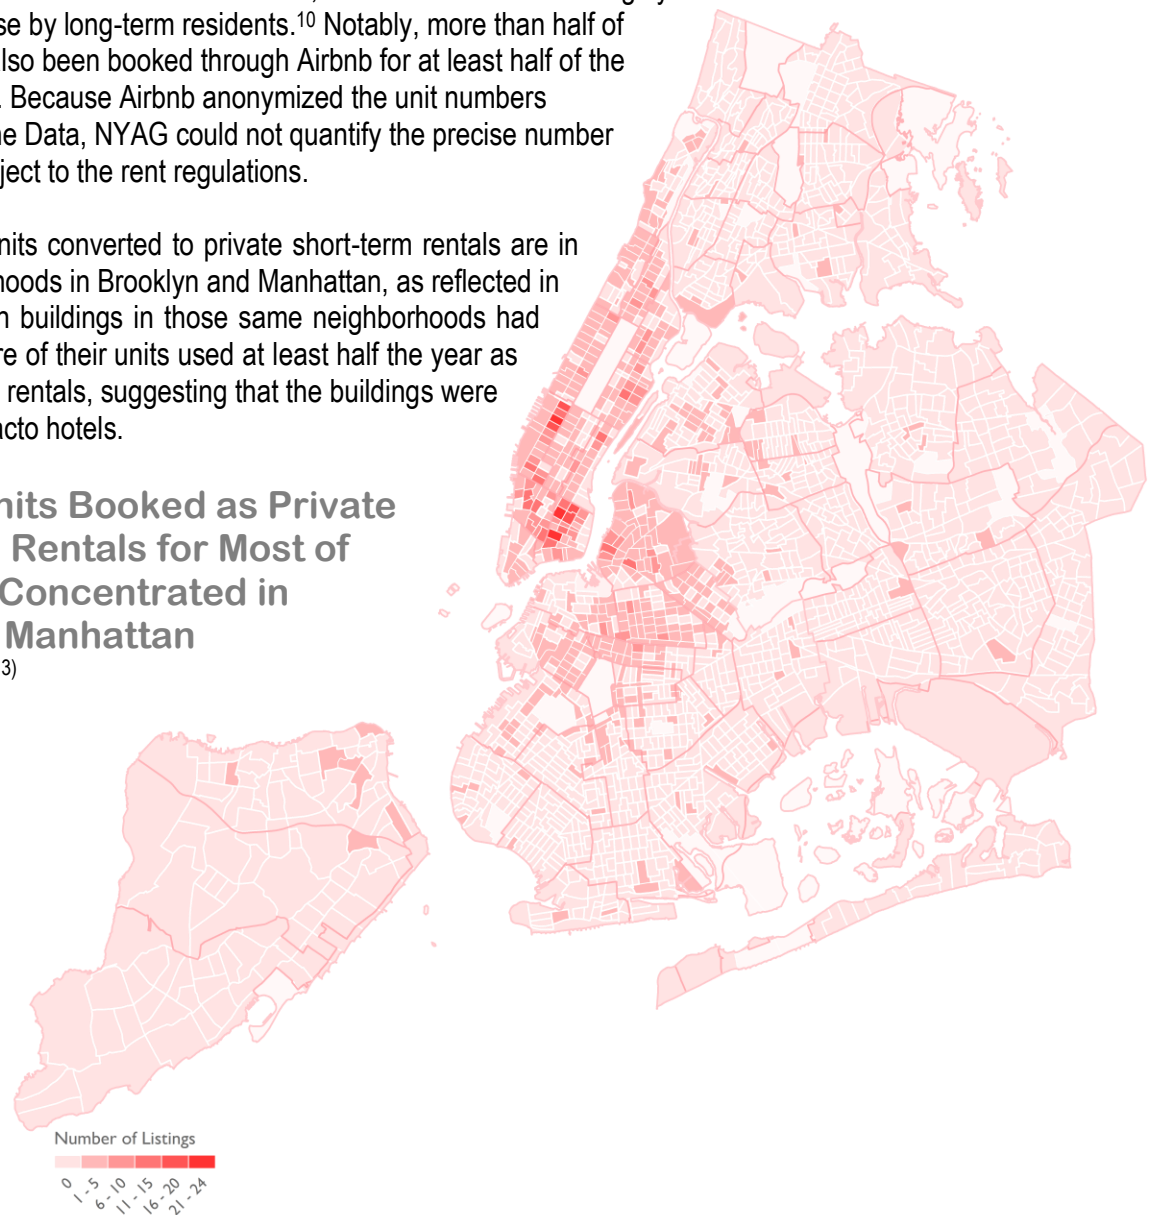 se by long-term residents.10 Notably, more than half of
lso been booked through Airbnb for at least half of the
. Because Airbnb anonymized the unit numbers
ne Data, NYAG could not quantify the precise number
ject to the rent regulations.
nits converted to private short-term rentals are in
hoods in Brooklyn and Manhattan, as reflected in
n buildings in those same neighborhoods had
re of their units used at least half the year as
rentals, suggesting that the buildings were
acto hotels.
nits Booked as Private
Rentals for Most of
Concentrated in
Manhattan
3)
Number of Listings
0
1 - 5
6 - 10
11 - 15
16 - 20
21 - 24